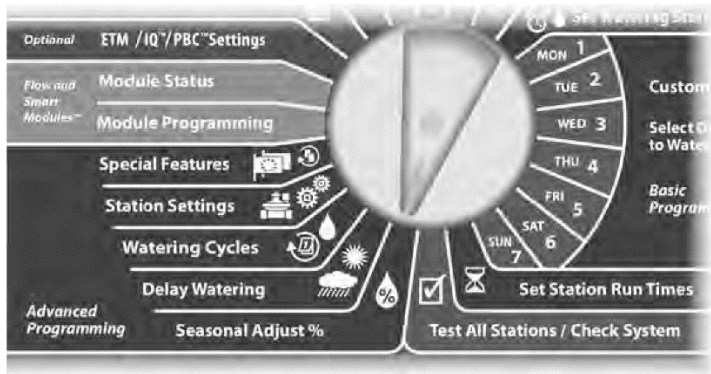 Optional
ETM /IQ™/PBC™Settings
Flow and
Smart
Modules™
Module Status
Module Programming
Special Features
Station Settings
Watering Cycles
Delay Watering
Seasonal Adjust %
Advanced
Programming
%
MON 1
TUE 2
WED 3
THU 4
FRI 5
SAT 6
SUN 7
Custom
Select D
to Wate
Basic
Program
Set Station Run Times
Test All Stations / Check System